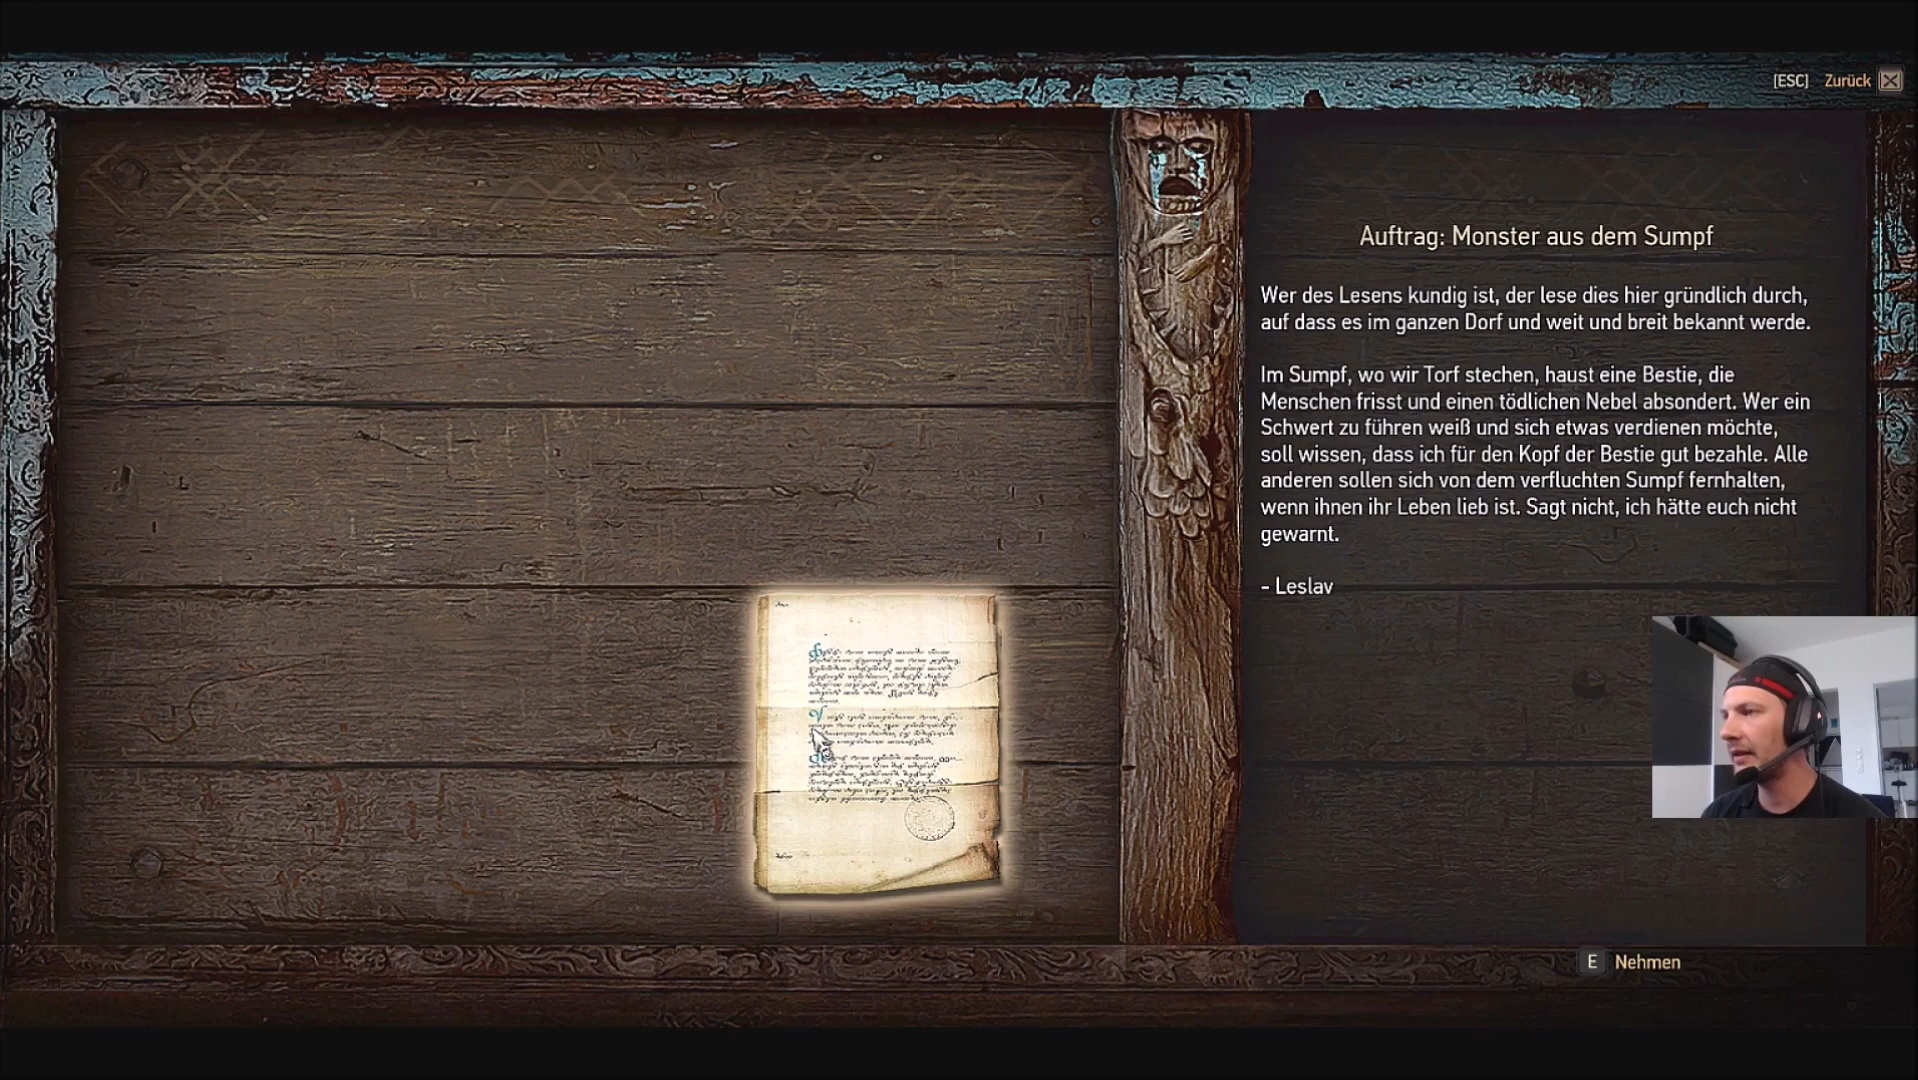 [ESC] Zurück
Auftrag: Monster aus dem Sumpf
Wer des Lesens kundig ist, der lese dies hier gründlich durch,
auf dass es im ganzen Dorf und weit und breit bekannt werde.
Im Sumpf, wo wir Torf stechen, haust eine Bestie, die
Menschen frisst und einen tödlichen Nebel absondert. Wer ein
Schwert zu führen weiß und sich etwas verdienen möchte,
soll wissen, dass ich für den Kopf der Bestie gut bezahle. Alle
anderen sollen sich von dem verfluchten Sumpf fernhalten,
wenn ihnen ihr Leben lieb ist. Sagt nicht, ich hätte euch nicht
gewarnt.
- Leslav
E Nehmen